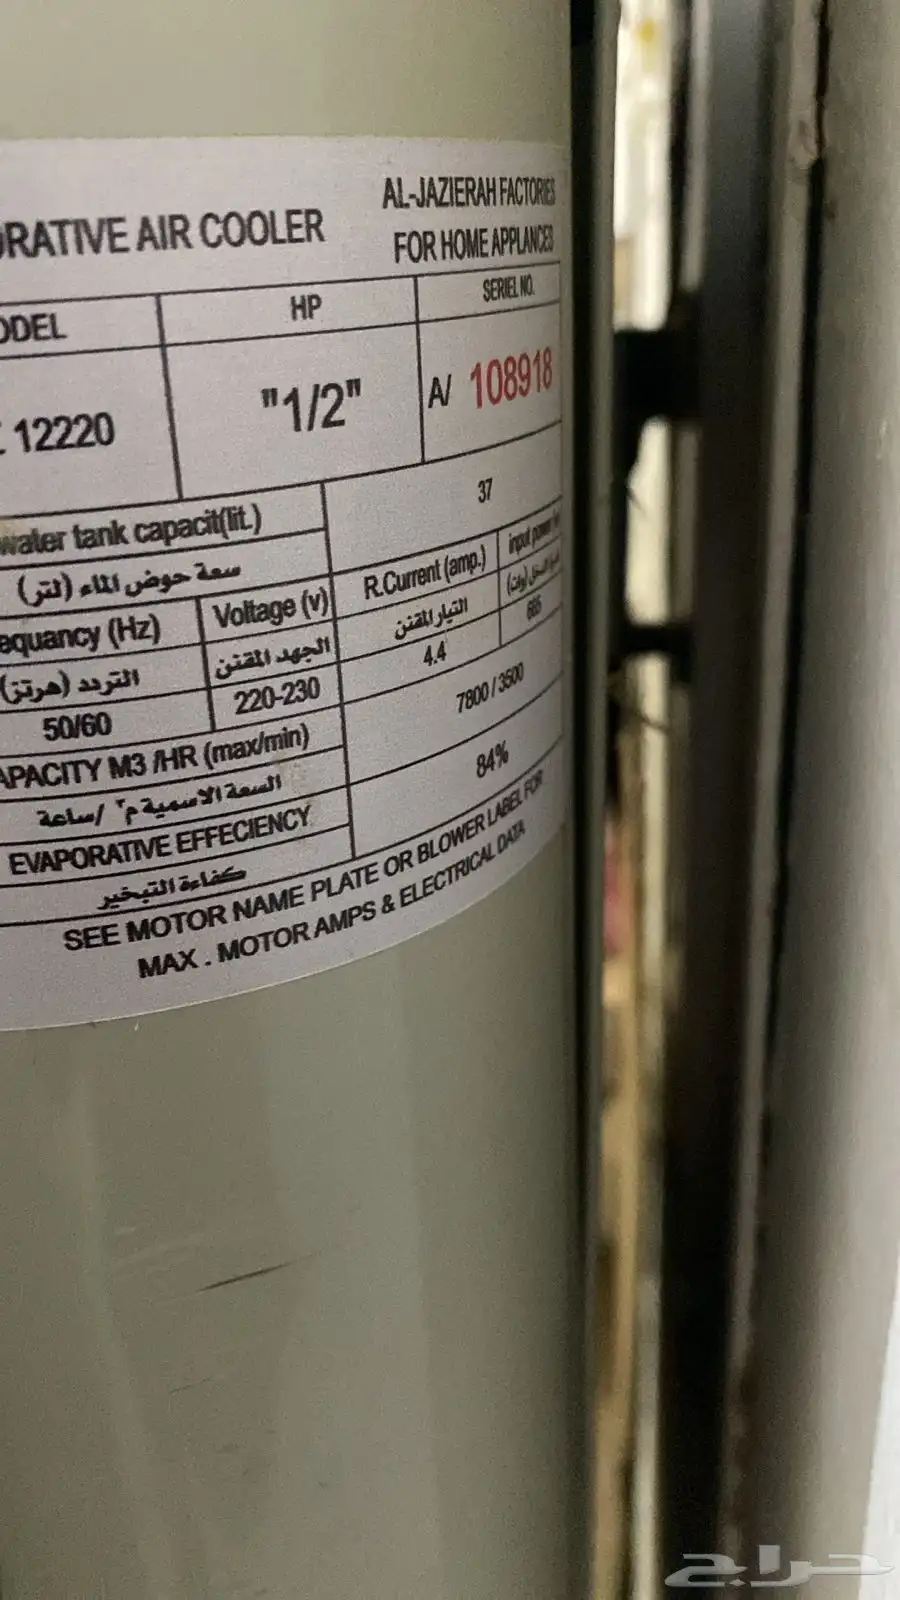 AL-JAZIERAH FACTORIES
ORATIVE AIR COOLER
FOR HOME APPLANCES
ODEL
HP
SERIEL NO.
12220
"1/2"
A/ 108918
water tank capacit(lit.)
37
سعة حوض الماء (لتر)
equancy (Hz)
Voltage (v)
R.Current (amp.)
input power
التردد (هرتز)
الجهد المقنن
التيار المقنن
50/60
220-230
4.4
APACITY M3 /HR (max/min)
7800 / 3500
السعة الاسمية م٣ /ساعة
EVAPORATIVE EFFECIENCY
84%
كفاءة التبخير
SEE MOTOR NAME PLATE OR BLOWER LABEL FOR
MAX . MOTOR AMPS & ELECTRICAL DATA
حراج